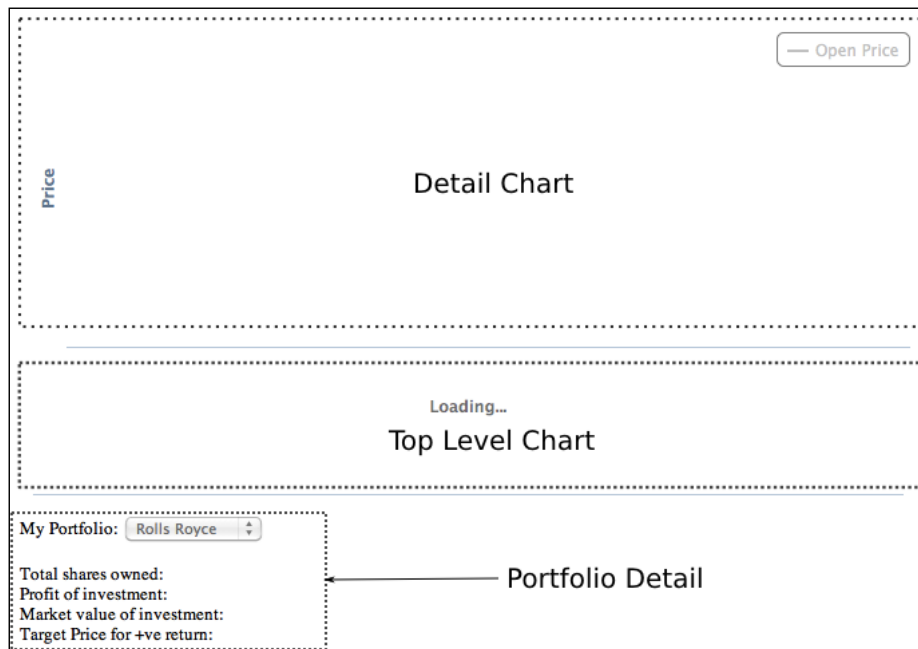 Open Price
Price
Detail Chart
Loading...
Top Level Chart
My Portfolio: Rolls Royce
Total shares owned:
Profit of investment:
Market value of investment:
Target Price for +ve return:
Portfolio Detail